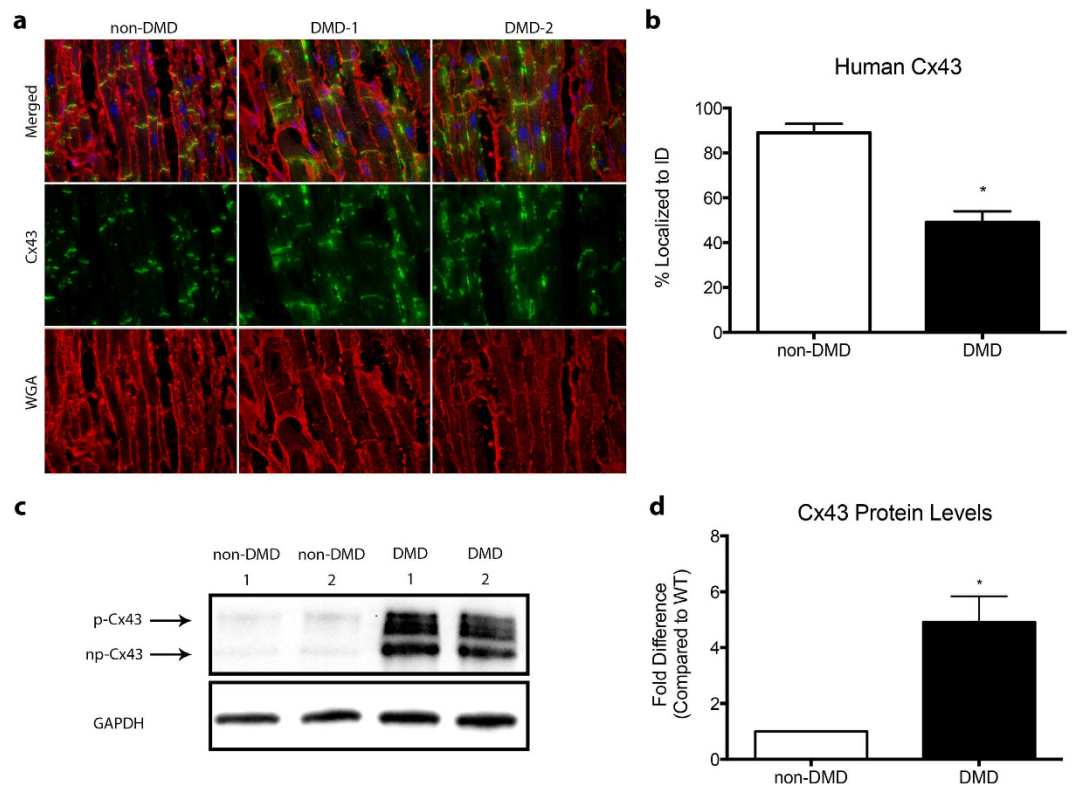 a
non-DMD DMD-1 DMD-2
Merged
Cx43
WGA
b
Human Cx43
% Localized to ID
100
80
60
40
20
0
*
non-DMD DMD
c
non-DMD non-DMD DMD DMD
1 2 1 2
p-Cx43
np-Cx43
GAPDH
d
Cx43 Protein Levels
Fold Difference
(Compared to WT)
8
6
4
2
0
*
non-DMD DMD